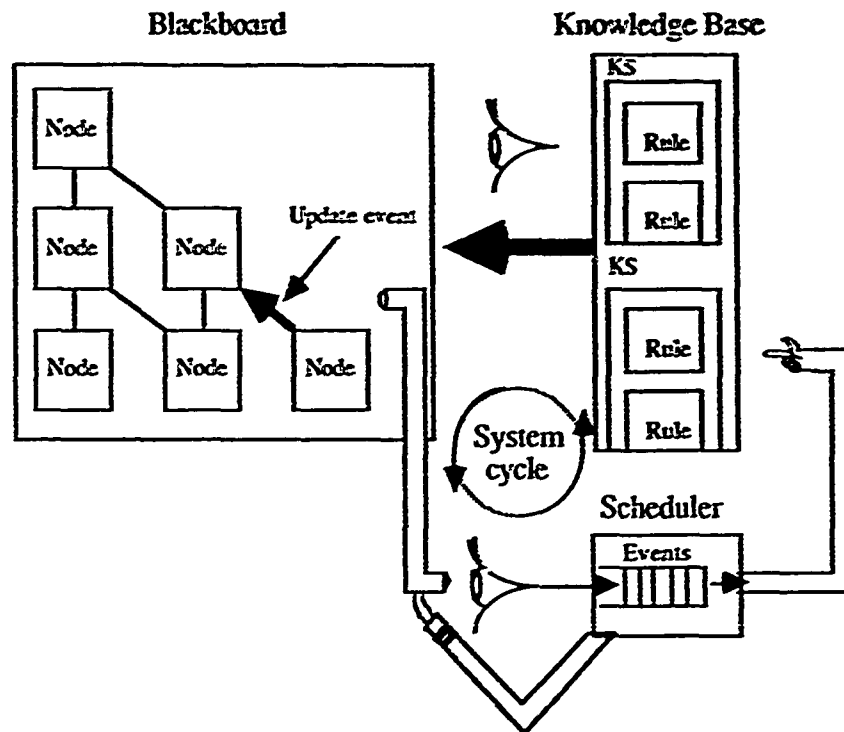 Blackboard
Knowledge Base
KS
Rule
Rule
KS
Rule
Rule
Node
Node
Node
Update event
Node
Node
Node
System
cycle
Scheduler
Events